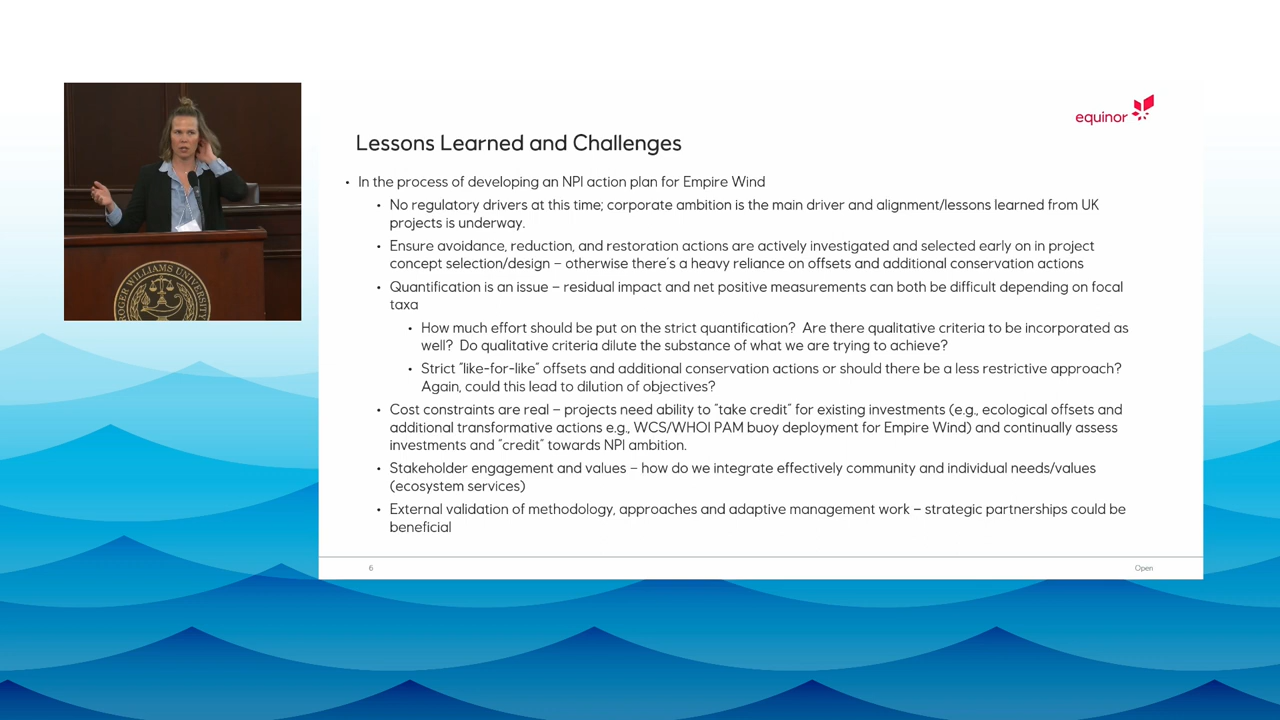 equinor
Lessons Learned and Challenges
• In the process of developing an NPI action plan for Empire Wind
• No regulatory drivers at this time; corporate ambition is the main driver and alignment/lessons learned from UK
projects is underway.
• Ensure avoidance, reduction, and restoration actions are actively investigated and selected early on in project
concept selection/design – otherwise there's a heavy reliance on offsets and additional conservation actions
• Quantification is an issue – residual impact and net positive measurements can both be difficult depending on focal
taxa
• How much effort should be put on the strict quantification? Are there qualitative criteria to be incorporated as
well? Do qualitative criteria dilute the substance of what we are trying to achieve?
• Strict "like-for-like" offsets and additional conservation actions or should there be a less restrictive approach?
Again, could this lead to dilution of objectives?
• Cost constraints are real – projects need ability to "take credit" for existing investments (e.g., ecological offsets and
additional transformative actions e.g., WCS/WHOI PAM buoy deployment for Empire Wind) and continually assess
investments and "credit" towards NPI ambition.
• Stakeholder engagement and values – how do we integrate effectively community and individual needs/values
(ecosystem services)
• External validation of methodology, approaches and adaptive management work – strategic partnerships could be
beneficial
6
Open
ROGER WILLIAMS UNIVERSITY